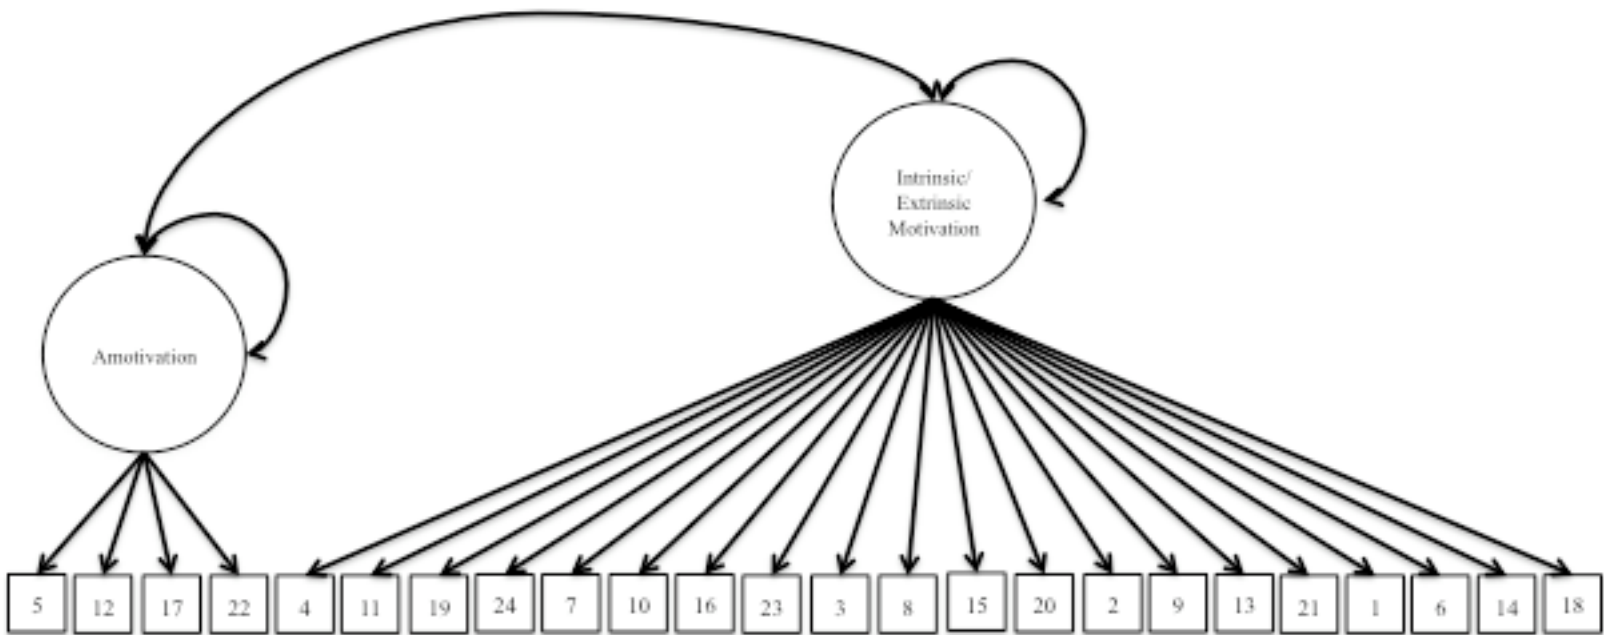 Intrinsic/
Extrinsic
Motivation
Amotivation
5 12 17 22 4 11 19 24 7 10 16 23 3 8 15 20 2 9 13 21 1 6 14 18